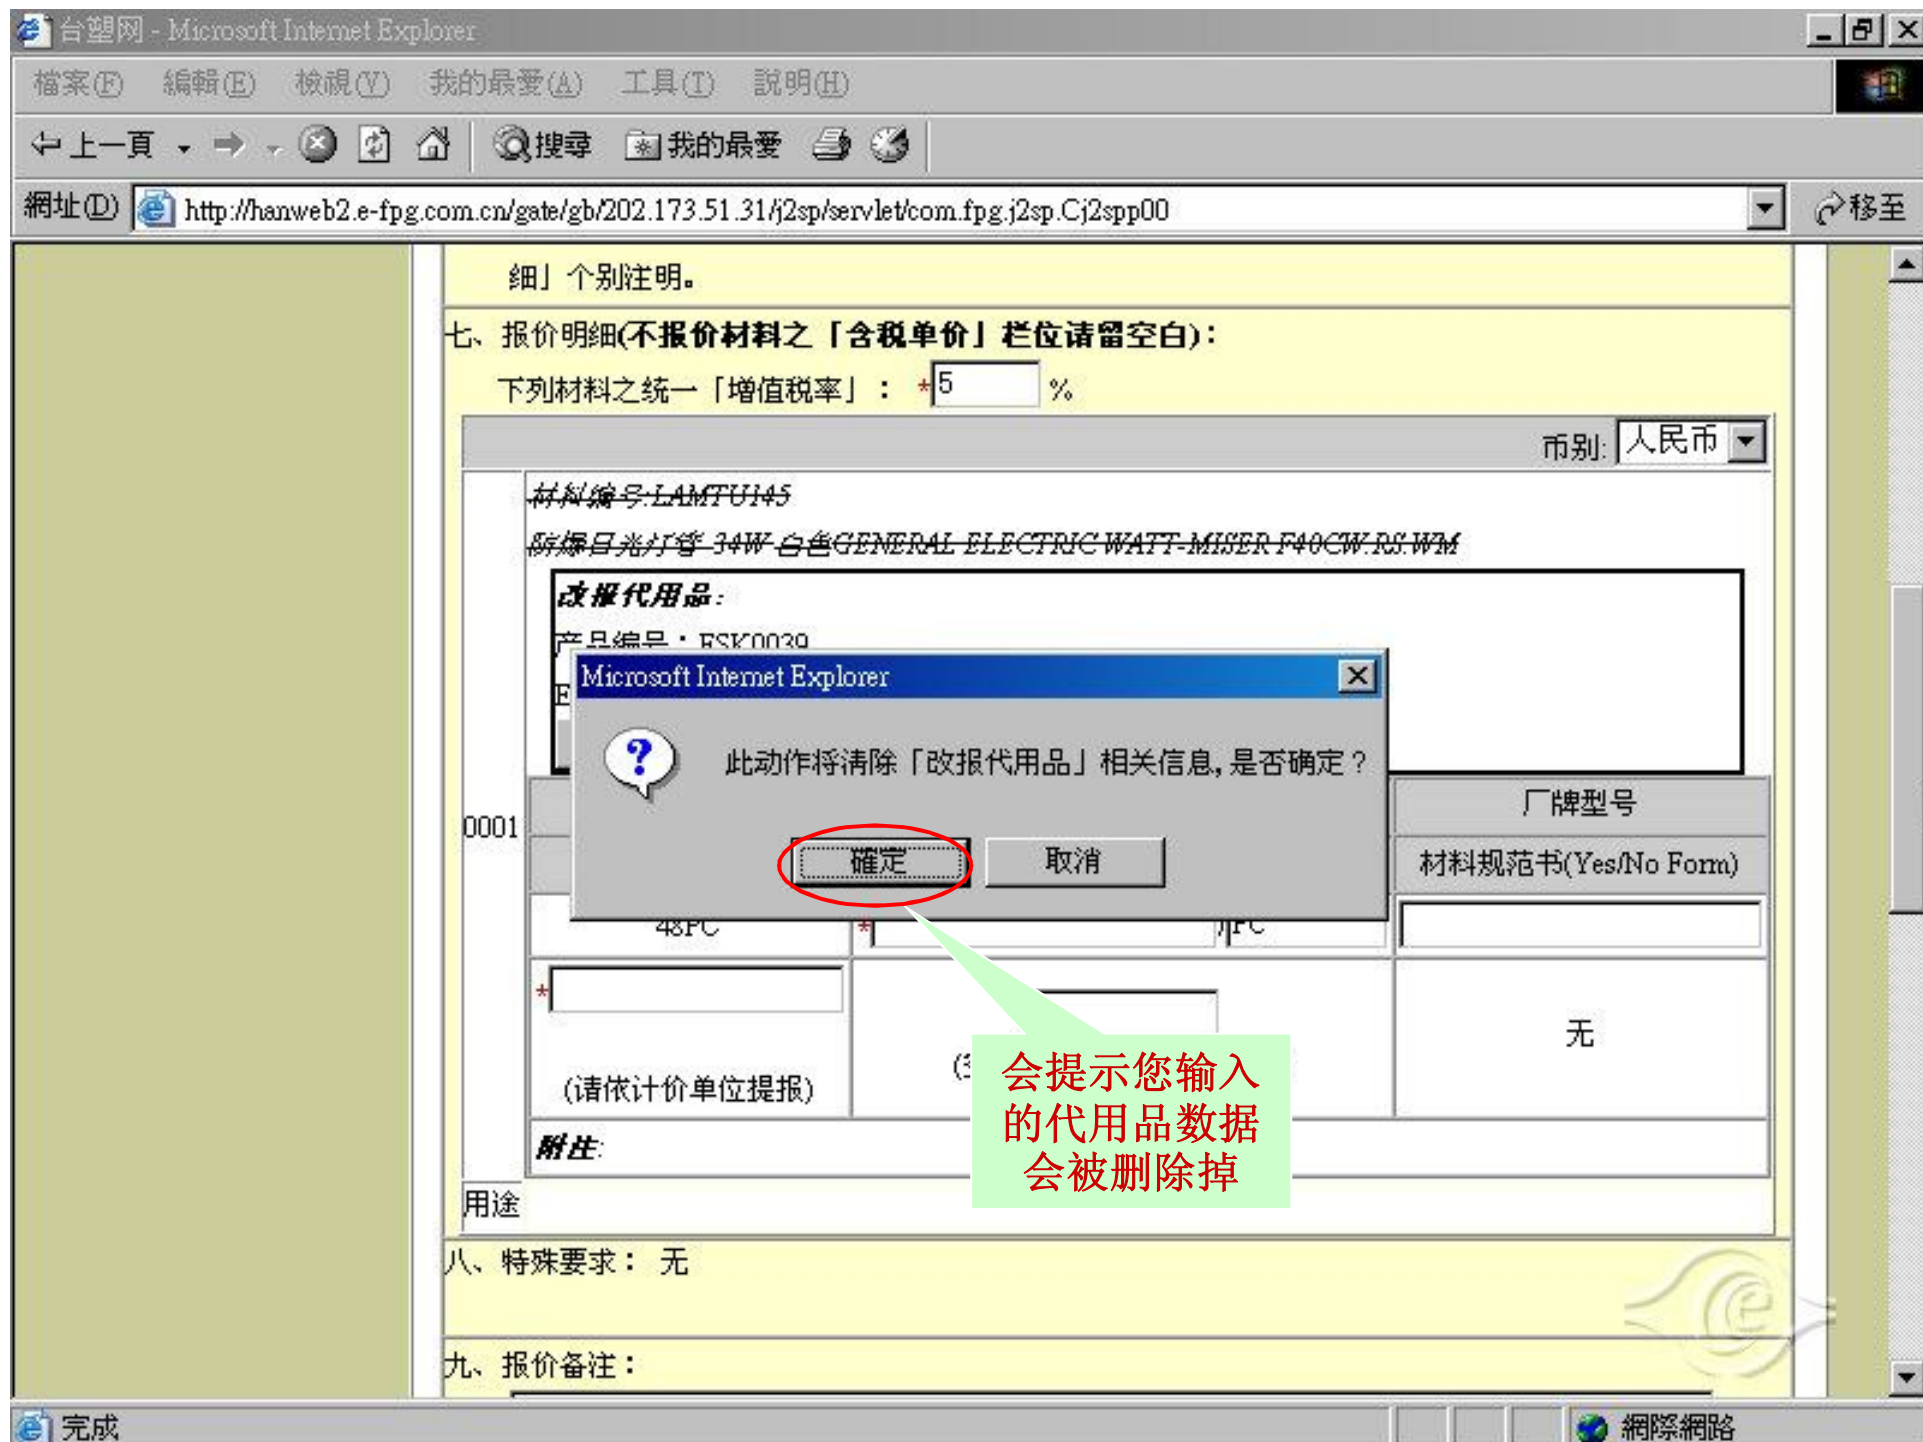 台塑网 - Microsoft Internet Explorer
檔案(F) 編輯(E) 檢視(V) 我的最愛(A) 工具(T) 説明(H)
上一頁 搜尋 我的最愛
網址(D) http://hanweb2.e-fpg.com.cn/gate/gb/202.173.51.31/j2sp/servlet/com.fpg.j2sp.Cj2spp00 移至
细」个别注明。
七、报价明细(不报价材料之「含税单价」栏位请留空白)：
下列材料之统一「增值税率」： *5 %
币别: 人民币
材料编号:LAMTU145
防爆日光灯管 34W 白色GENERAL ELECTRIC WATT-MISER F40CW.RS.WM
改报代用品:
产品编号：FSK0039
Microsoft Internet Explorer
此动作将清除「改报代用品」相关信息, 是否确定？
確定 取消
0001
厂牌型号
材料规范书(Yes/No Form)
48PC * /PC
*
(请依计价单位提报)
无
会提示您输入
的代用品数据
会被删除掉
附注:
用途
八、特殊要求： 无
九、报价备注：
完成 網際網路